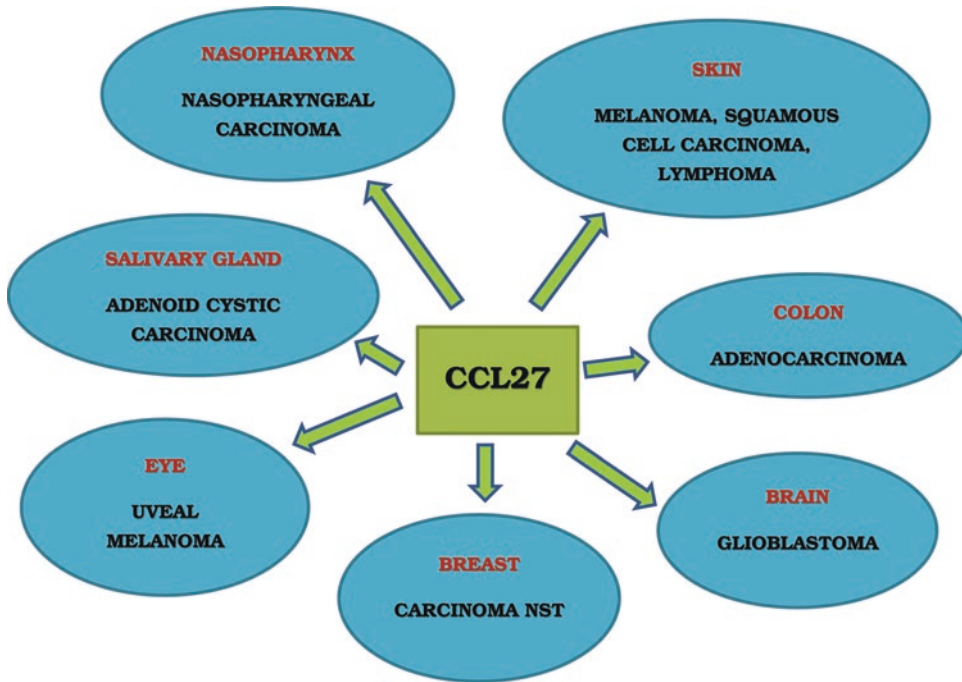 NASOPHARYNX
NASOPHARYNGEAL
CARCINOMA
SKIN
MELANOMA, SQUAMOUS
CELL CARCINOMA,
LYMPHOMA
SALIVARY GLAND
ADENOID CYSTIC
CARCINOMA
COLON
ADENOCARCINOMA
CCL27
EYE
UVEAL
MELANOMA
BREAST
CARCINOMA NST
BRAIN
GLIOBLASTOMA